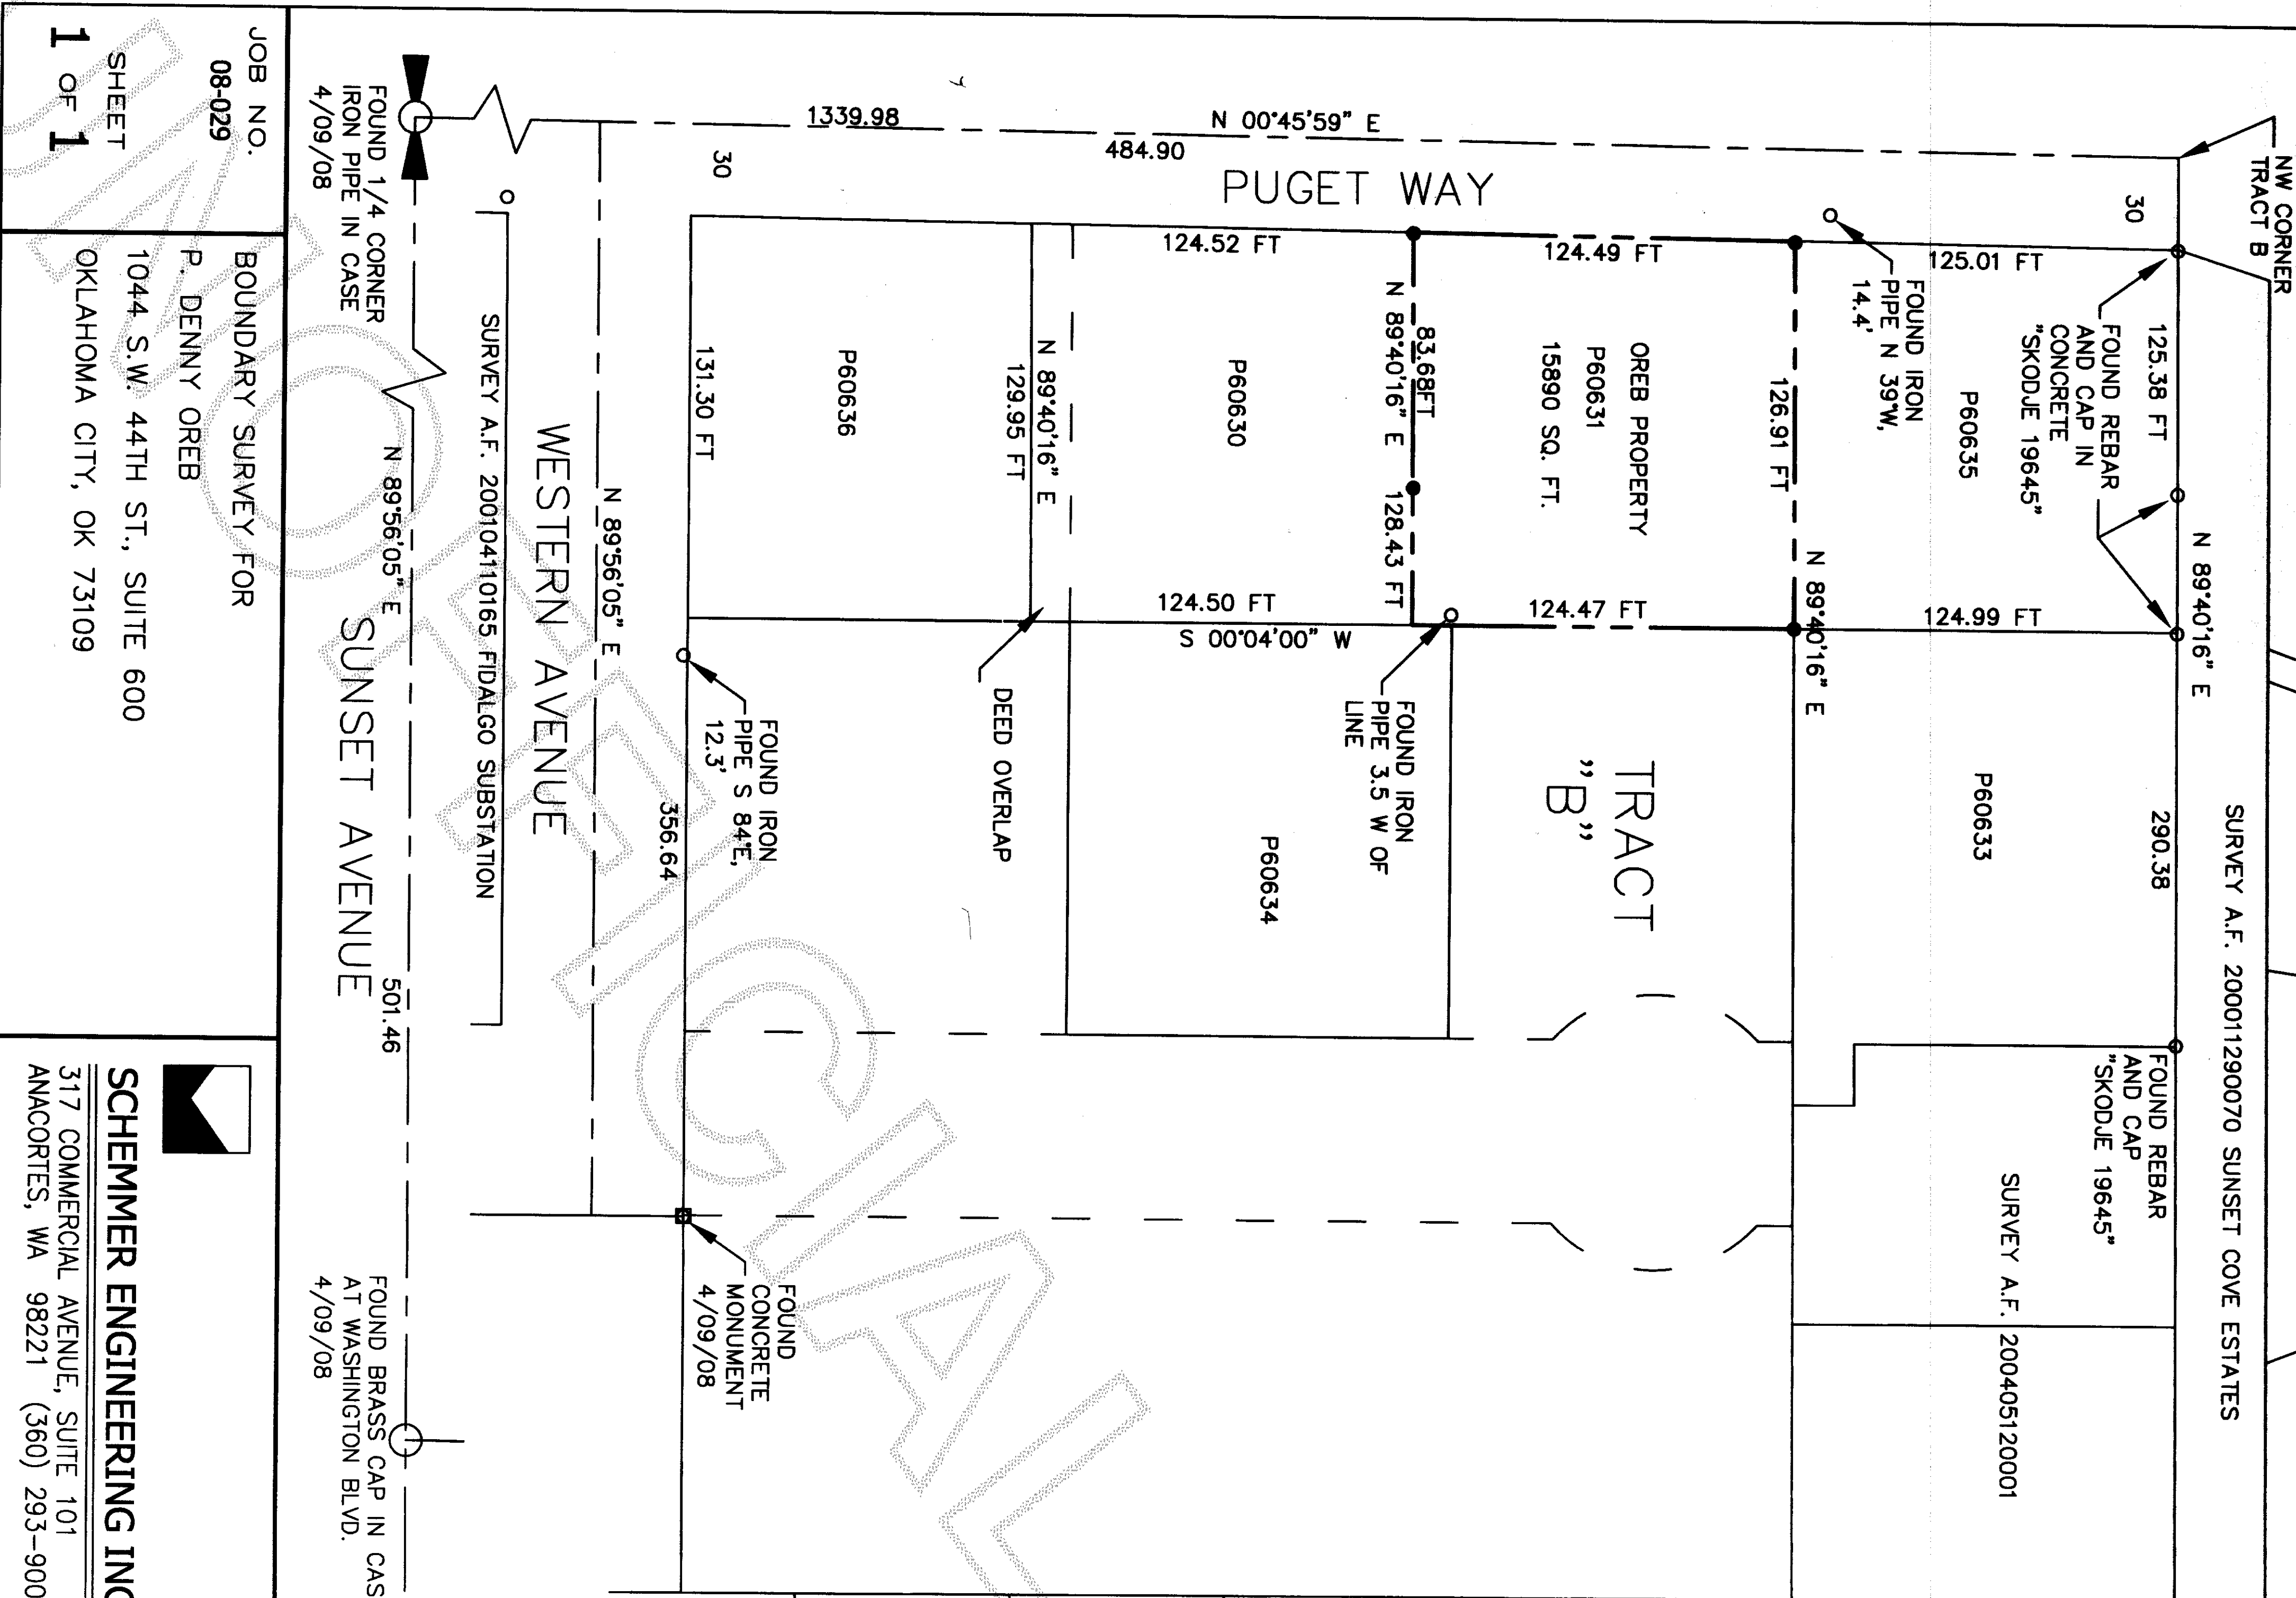 NW CORNER
TRACT B
SURVEY A.F. 200011290070 SUNSET COVE ESTATES
N 89°40'16" E
30
125.38 FT
290.38
FOUND REBAR
AND CAP IN
CONCRETE
"SKODJE 19645"
FOUND REBAR
AND CAP
"SKODJE 19645"
125.01 FT
124.99 FT
P60635
P60633
SURVEY A.F. 200405120001
FOUND IRON
PIPE N 39°W,
14.4'
N 89°40'16" E
126.91 FT
N 00°45'59" E
484.90
1339.98
PUGET WAY
124.49 FT
124.47 FT
OREB PROPERTY
P60631
15890 SQ. FT.
TRACT
"B"
83.68FT
N 89°40'16" E
128.43 FT
FOUND IRON
PIPE 3.5 W OF
LINE
124.52 FT
124.50 FT
S 00°04'00" W
P60630
P60634
N 89°40'16" E
129.95 FT
DEED OVERLAP
P60636
30
131.30 FT
FOUND IRON
PIPE S 84°E,
12.3'
356.64
FOUND
CONCRETE
MONUMENT
4/09/08
N 89°56'05" E
WESTERN AVENUE
SURVEY A.F. 200104110165 FIDALGO SUBSTATION
N 89°56'05" E
501.46
SUNSET AVENUE
FOUND 1/4 CORNER
IRON PIPE IN CASE
4/09/08
FOUND BRASS CAP IN CAS
AT WASHINGTON BLVD.
4/09/08
JOB NO.
08-029
SHEET
1 OF 1
BOUNDARY SURVEY FOR
P. DENNY OREB
1044 S.W. 44TH ST., SUITE 600
OKLAHOMA CITY, OK 73109
SCHEMMER ENGINEERING INC
317 COMMERCIAL AVENUE, SUITE 101
ANACORTES, WA 98221 (360) 293-900
UNOFFICIAL